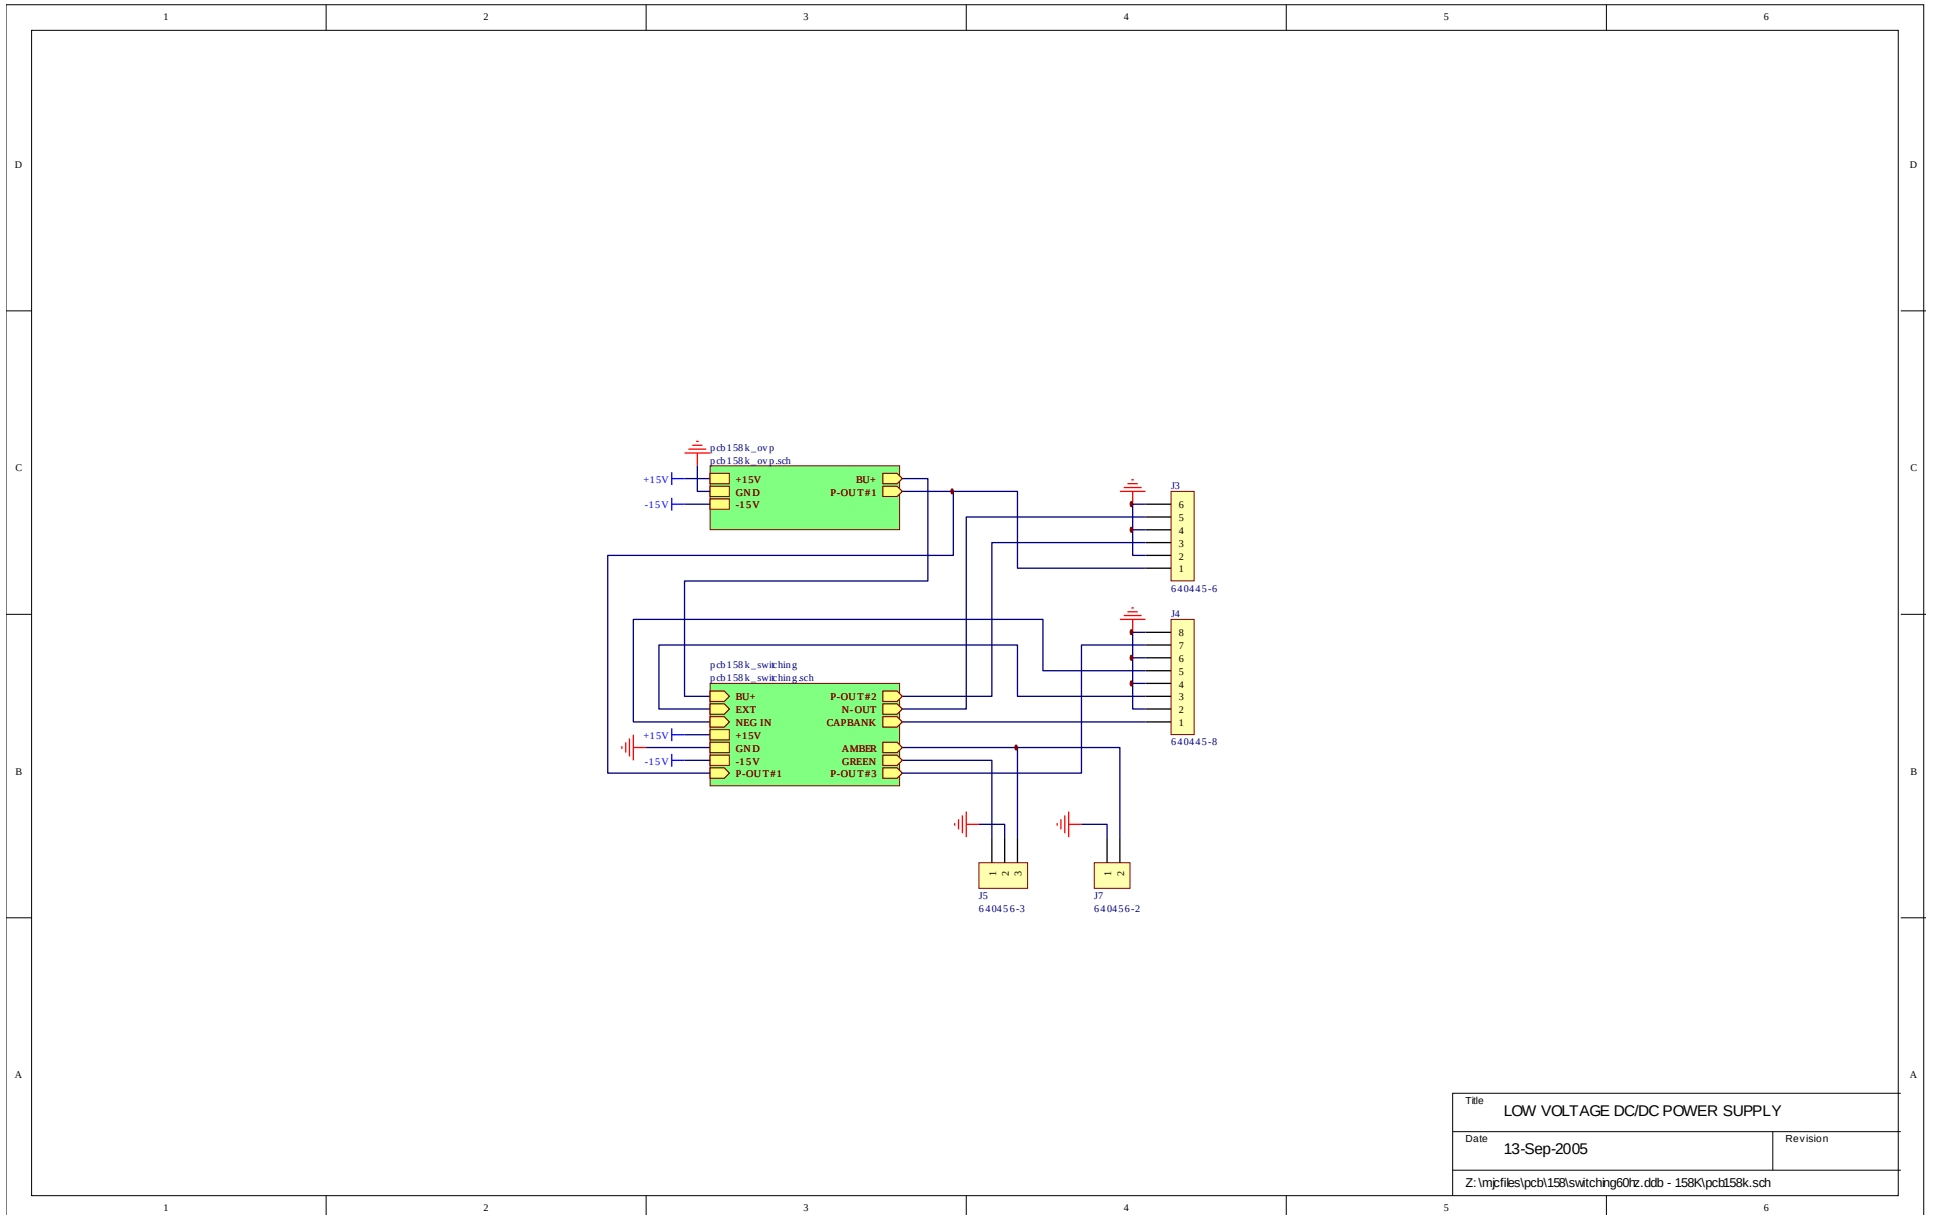 1 2 3 4 5 6
D D
C C
B B
A A
pcb158k_ovp
pcb158k_ovp.sch
+15V +15V BU+
GND P-OUT#1
-15V -15V
J3
6
5
4
3
2
1
640445-6
J4
8
7
6
5
4
3
2
1
640445-8
pcb158k_switching
pcb158k_switching.sch
BU+ P-OUT#2
EXT N-OUT
NEG IN CAPBANK
+15V +15V
GND AMBER
-15V -15V GREEN
P-OUT#1 P-OUT#3
1 2 3
J5
640456-3
1 2
J7
640456-2
Title
LOW VOLTAGE DC/DC POWER SUPPLY
Date
13-Sep-2005
Revision
Z:\mjcfiles\pcb\158\switching60hz.ddb - 158K\pcb158k.sch
1 2 3 4 5 6